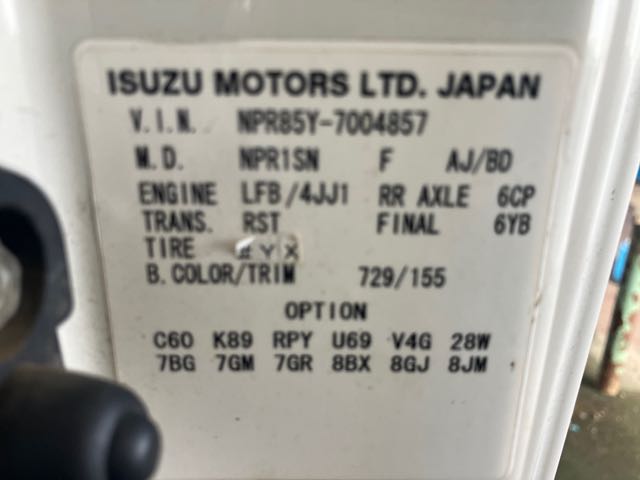 ISUZU MOTORS LTD. JAPAN
V.I.N. NPR85Y-7004857
M.D. NPR1SN F AJ/BD
ENGINE LFB/4JJ1 RR AXLE 6CP
TRANS. RST FINAL 6YB
TIRE YX
B.COLOR/TRIM 729/155
OPTION
C60 K89 RPY U69 V4G 28W
7BG 7GM 7GR 8BX 8GJ 8JM